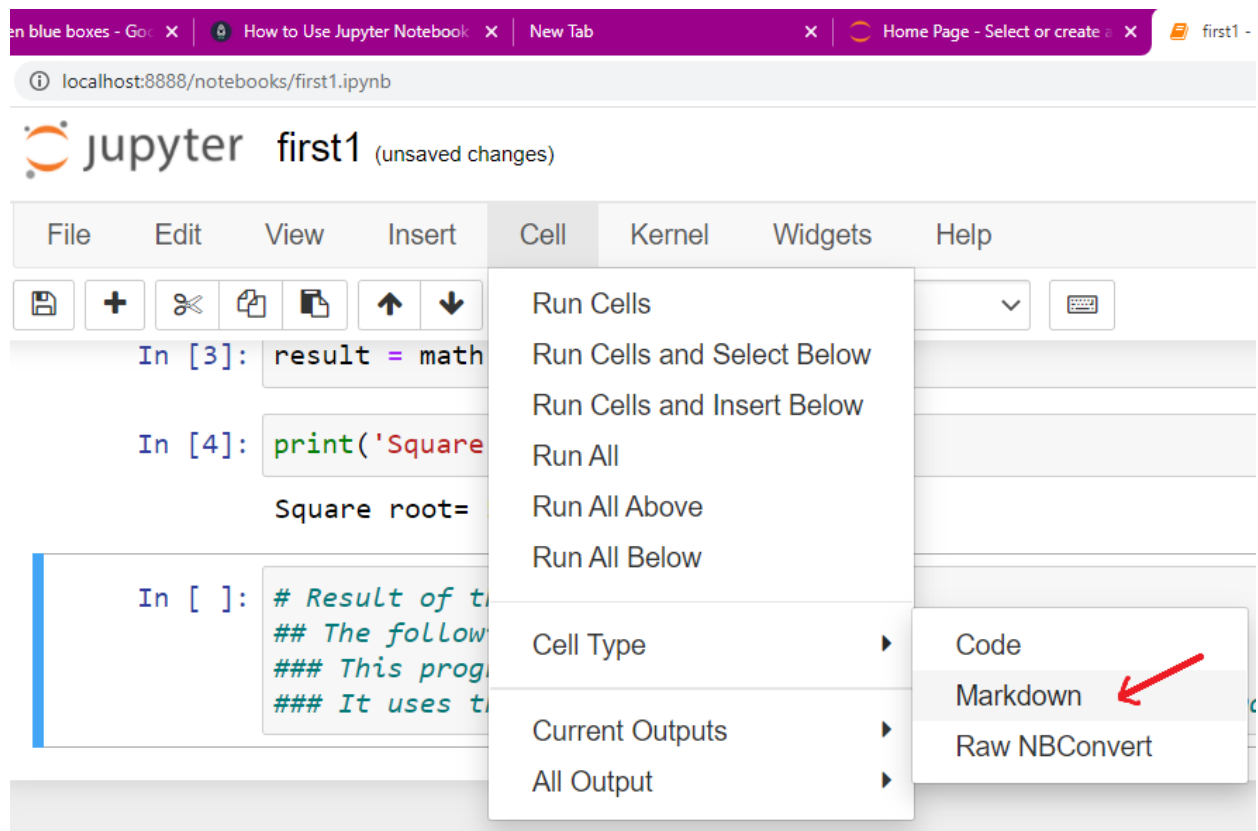 en blue boxes - Goo
How to Use Jupyter Notebook
New Tab
Home Page - Select or create a
first1 -
localhost:8888/notebooks/first1.ipynb
jupyter first1 (unsaved changes)
File Edit View Insert Cell Kernel Widgets Help
Run Cells
Run Cells and Select Below
Run Cells and Insert Below
Run All
Run All Above
Run All Below
Cell Type
Current Outputs
All Output
Code
Markdown
Raw NBConvert
In [3]: result = math
In [4]: print('Square
Square root=
In [ ]: # Result of
## The
### This
### It uses